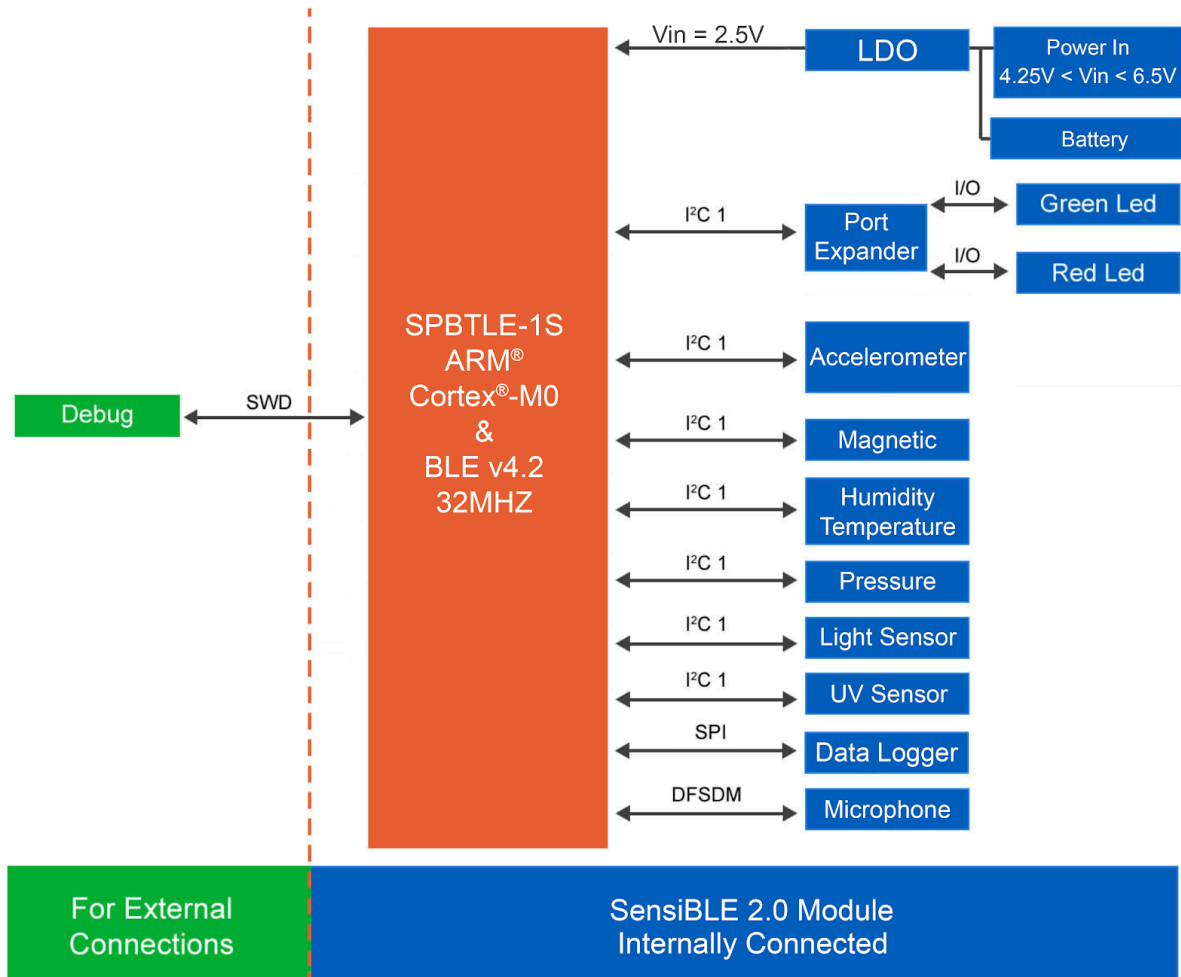 Vin = 2.5V
LDO
Power In
4.25V < Vin < 6.5V
Battery
I²C 1
Port
Expander
I/O
Green Led
I/O
Red Led
SPBTLE-1S
ARM®
Cortex®-M0
&
BLE v4.2
32MHZ
Debug
SWD
I²C 1
Accelerometer
I²C 1
Magnetic
I²C 1
Humidity
Temperature
I²C 1
Pressure
I²C 1
Light Sensor
I²C 1
UV Sensor
SPI
Data Logger
DFSDM
Microphone
For External
Connections
SensiBLE 2.0 Module
Internally Connected